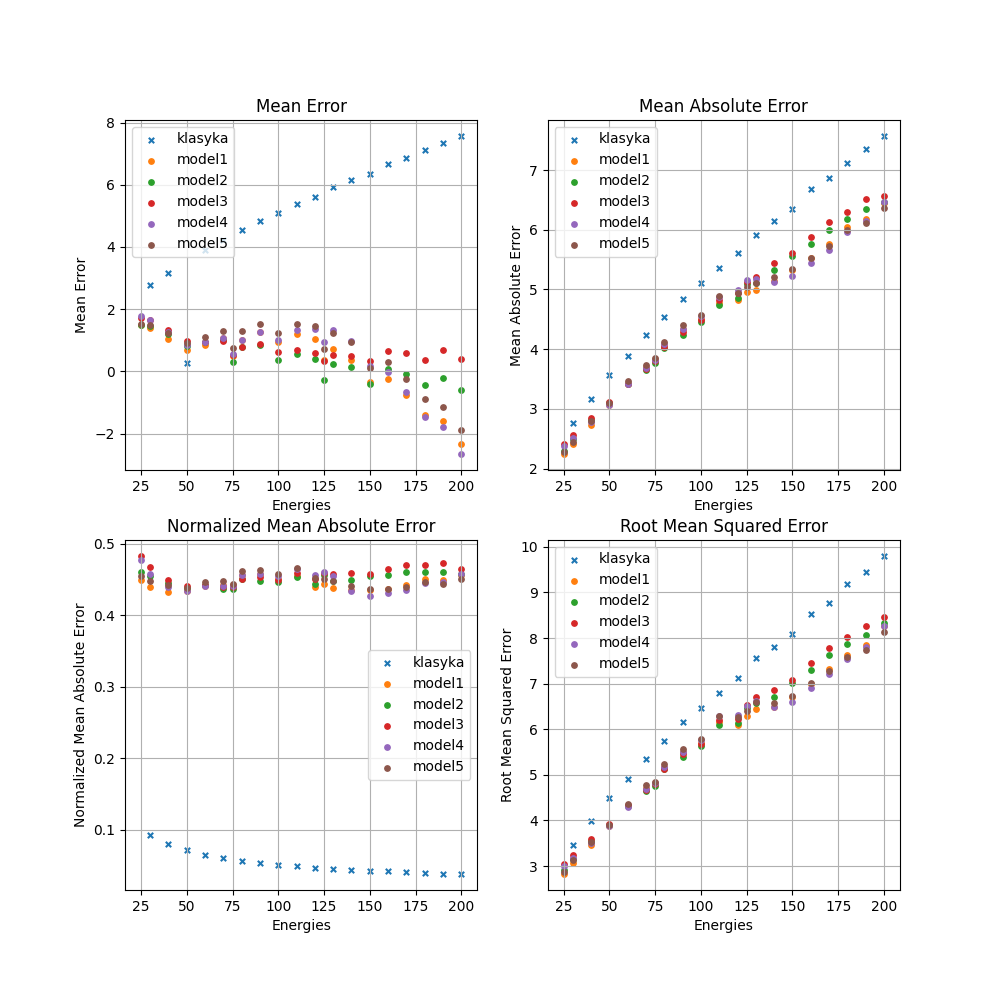 Mean Error
Mean Error
8
6
4
2
0
−2
klasyka
model1
model2
model3
model4
model5
25
50
75
100
125
150
175
200
Energies
Mean Absolute Error
Mean Absolute Error
7
6
5
4
3
2
klasyka
model1
model2
model3
model4
model5
25
50
75
100
125
150
175
200
Energies
Normalized Mean Absolute Error
Normalized Mean Absolute Error
0.5
0.4
0.3
0.2
0.1
klasyka
model1
model2
model3
model4
model5
25
50
75
100
125
150
175
200
Energies
Root Mean Squared Error
Root Mean Squared Error
10
9
8
7
6
5
4
3
klasyka
model1
model2
model3
model4
model5
25
50
75
100
125
150
175
200
Energies